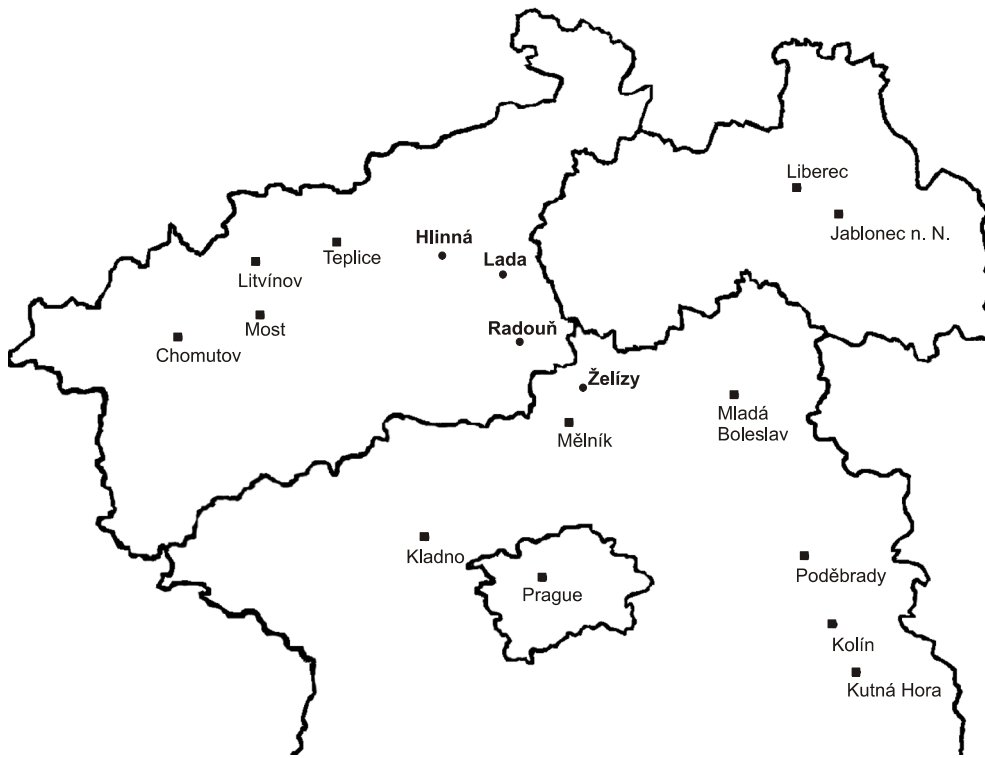 Liberec
Jablonec n. N.
Hlinná
Teplice
Lada
Litvínov
Most
Radouň
Chomutov
Želízy
Mladá
Boleslav
Mělník
Kladno
Poděbrady
Prague
Kolín
Kutná Hora